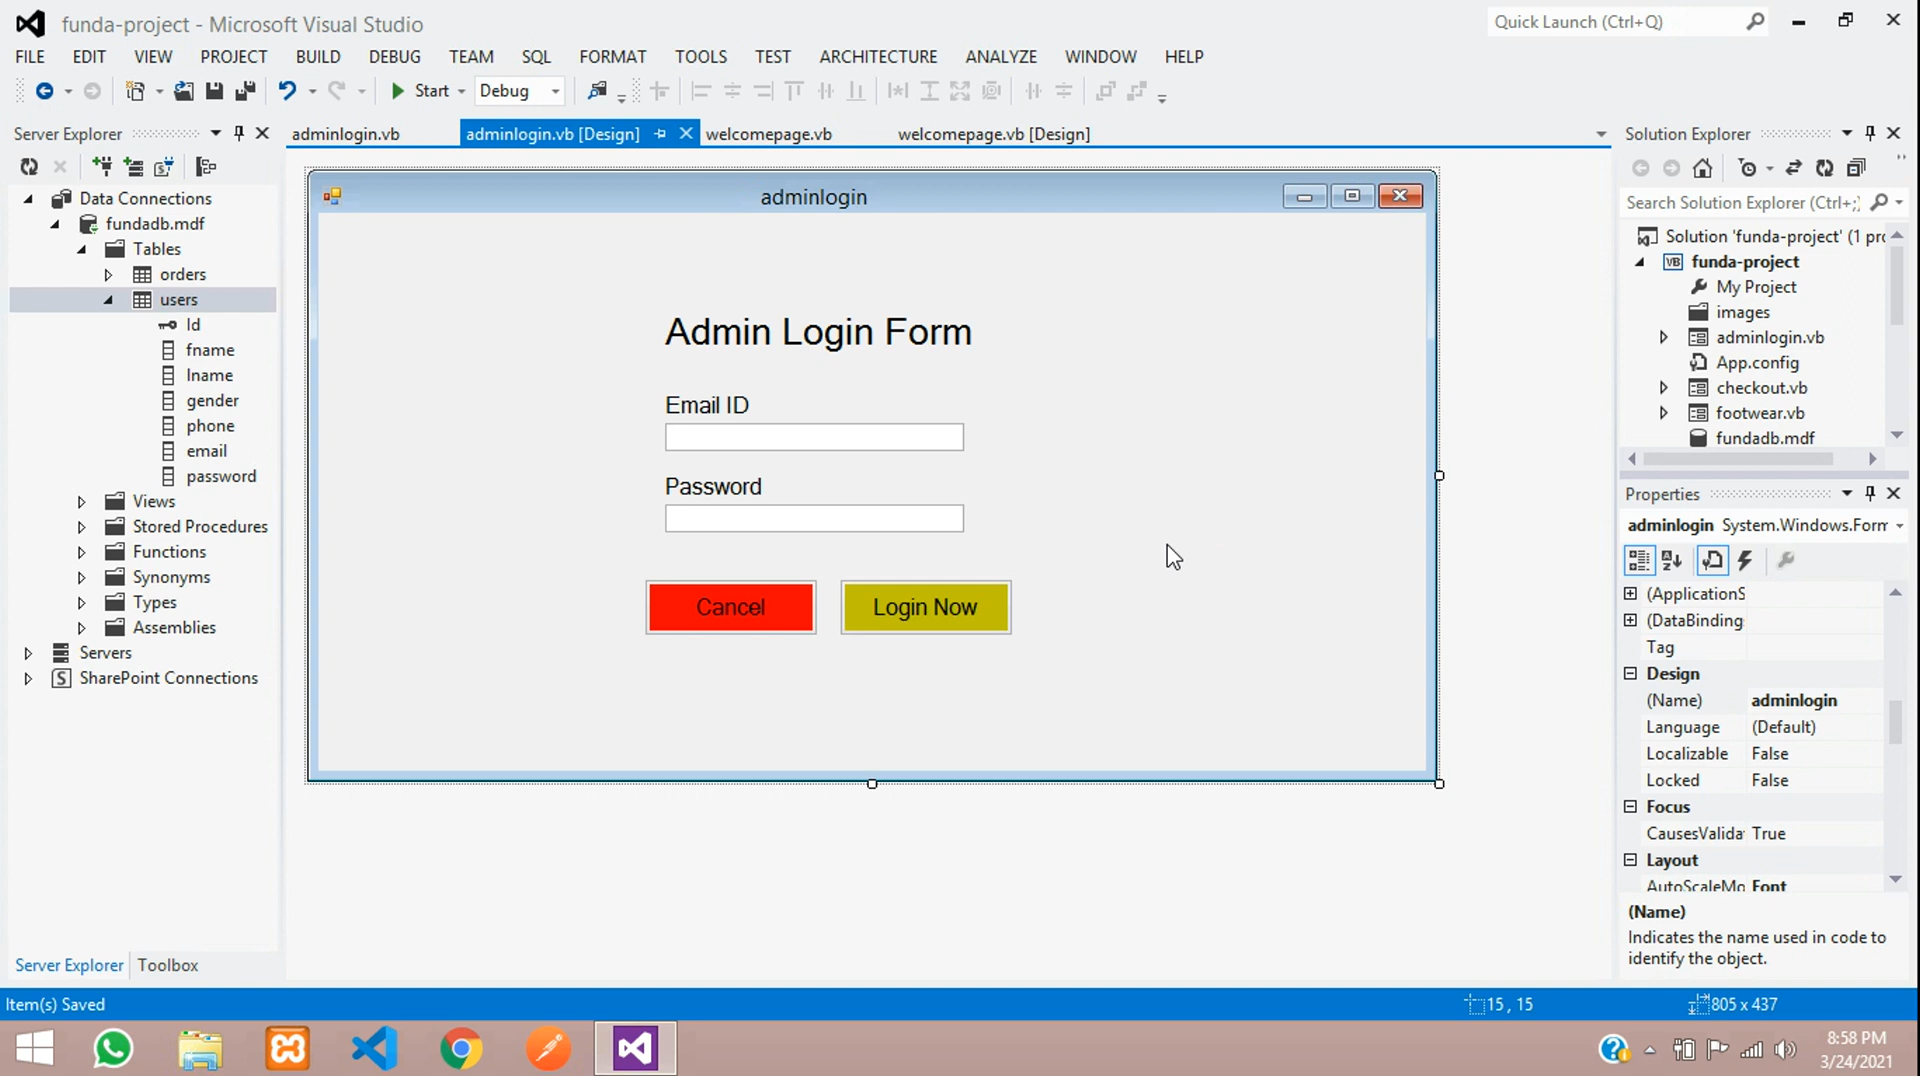 funda-project - Microsoft Visual Studio
Quick Launch (Ctrl+Q)
FILE EDIT VIEW PROJECT BUILD DEBUG TEAM SQL FORMAT TOOLS TEST ARCHITECTURE ANALYZE WINDOW HELP
Start Debug
Server Explorer
adminlogin.vb adminlogin.vb [Design] welcomepage.vb welcomepage.vb [Design]
Data Connections
fundadb.mdf
Tables
orders
users
Id
fname
lname
gender
phone
email
password
Views
Stored Procedures
Functions
Synonyms
Types
Assemblies
Servers
SharePoint Connections
Server Explorer Toolbox
adminlogin
Admin Login Form
Email ID
Password
Cancel Login Now
Solution Explorer
Search Solution Explorer (Ctrl+;)
Solution 'funda-project' (1 pro
VB funda-project
My Project
images
adminlogin.vb
App.config
checkout.vb
footwear.vb
fundadb.mdf
Properties
adminlogin System.Windows.Form
(ApplicationS
(DataBinding
Tag
Design
(Name) adminlogin
Language (Default)
Localizable False
Locked False
Focus
CausesValida True
Layout
AutoScaleMo Font
(Name)
Indicates the name used in code to
identify the object.
Item(s) Saved
15 , 15
805 x 437
8:58 PM
3/24/2021